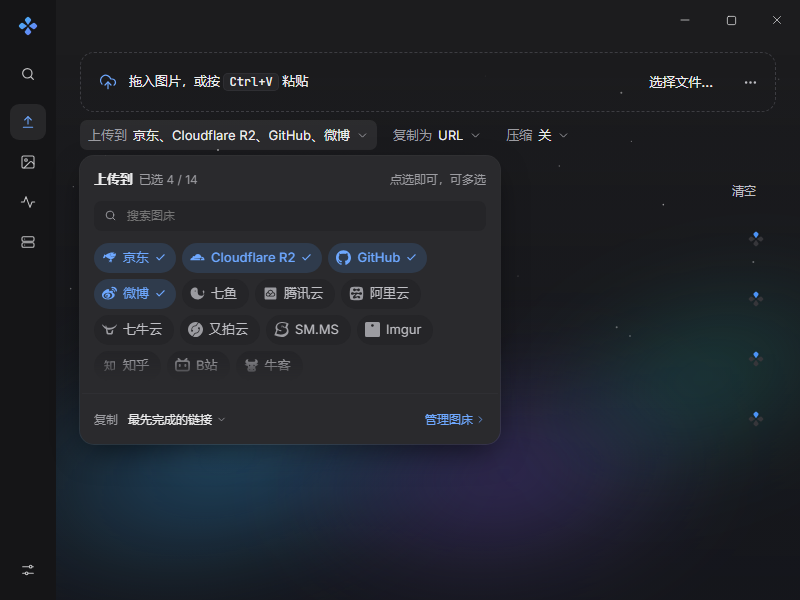 拖入图片，或按 Ctrl+V 粘贴 选择文件...
上传到 京东、Cloudflare R2、GitHub、微博 复制为 URL 压缩 关
上传到 已选 4 / 14 点选即可，可多选
清空
搜索图床
京东 Cloudflare R2 GitHub
微博 七鱼 腾讯云 阿里云
七牛云 又拍云 SM.MS Imgur
知 知乎 B站 牛客
复制 最先完成的链接 管理图床